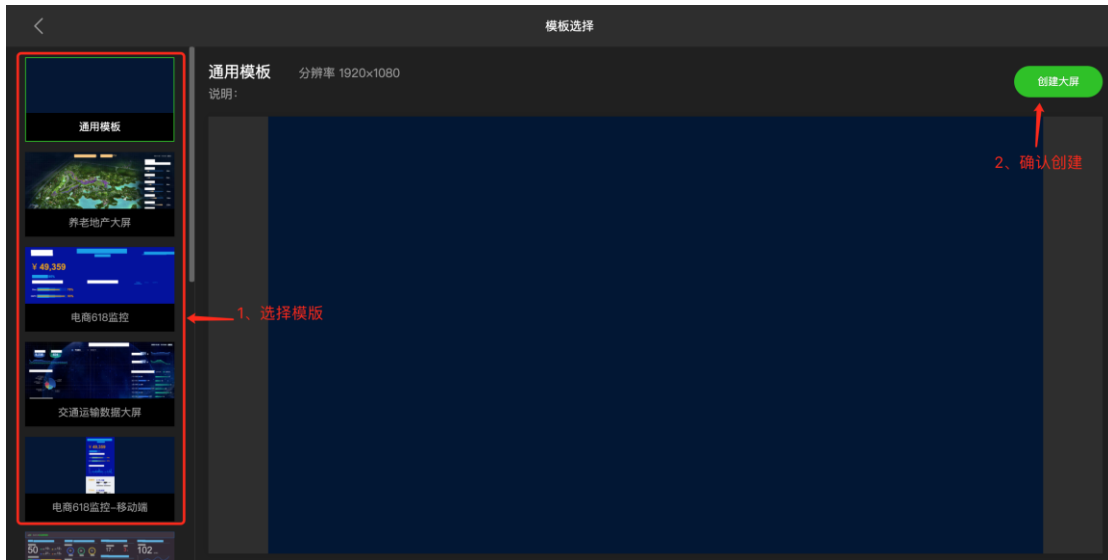 模板选择
通用模板
养老地产大屏
¥ 49,359
电商618监控
交通运输数据大屏
电商618监控-移动端
50
102
通用模板 分辨率 1920×1080
说明：
创建大屏
2、确认创建
1、选择模版